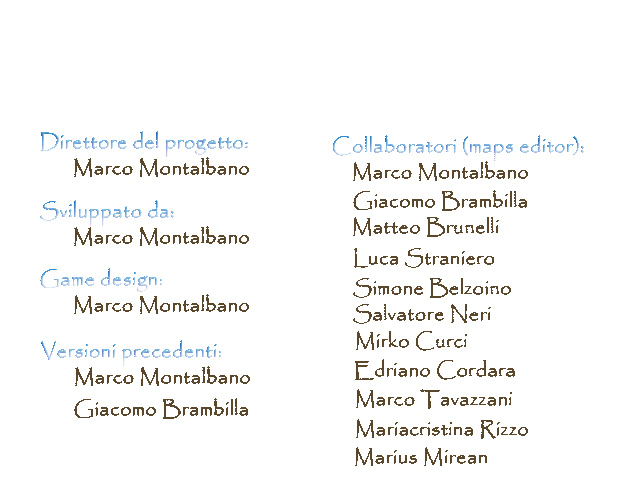 Direttore del progetto:
Marco Montalbano
Sviluppato da:
Marco Montalbano
Game design:
Marco Montalbano
Versioni precedenti:
Marco Montalbano
Giacomo Brambilla
Collaboratori (maps editor):
Marco Montalbano
Giacomo Brambilla
Matteo Brunelli
Luca Straniero
Simone Belzoino
Salvatore Neri
Mirko Curci
Edriano Cordara
Marco Tavazzani
Mariacristina Rizzo
Marius Mirean